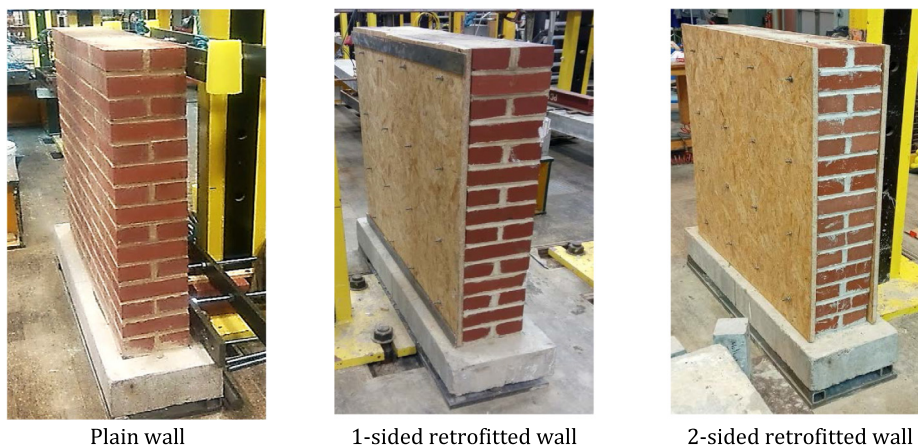 Plain wall
1-sided retrofitted wall
2-sided retrofitted wall